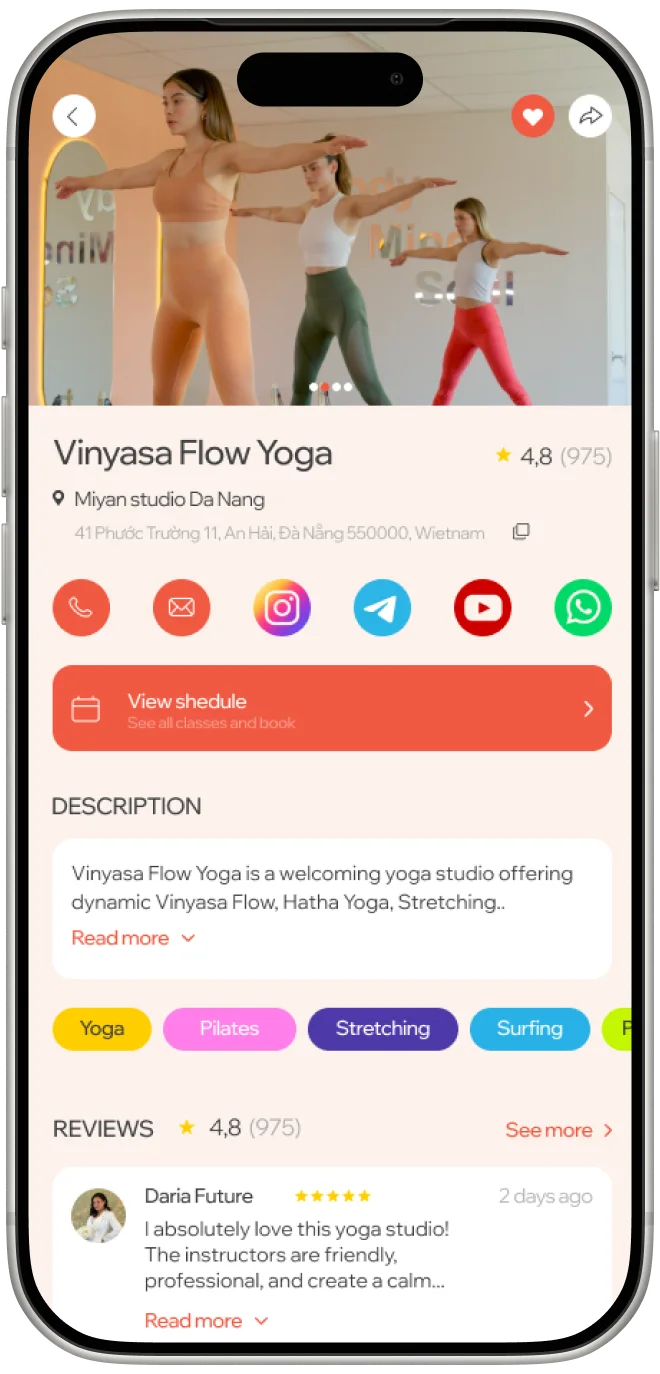 Body
Mind
Soul
Vinyasa Flow Yoga
4,8 (975)
Miyan studio Da Nang
41 Phước Trường 11, An Hải, Đà Nẵng 550000, Wietnam
View shedule
See all classes and book
DESCRIPTION
Vinyasa Flow Yoga is a welcoming yoga studio offering
dynamic Vinyasa Flow, Hatha Yoga, Stretching..
Read more
Yoga Pilates Stretching Surfing P
REVIEWS 4,8 (975) See more
Daria Future 2 days ago
I absolutely love this yoga studio!
The instructors are friendly,
professional, and create a calm...
Read more